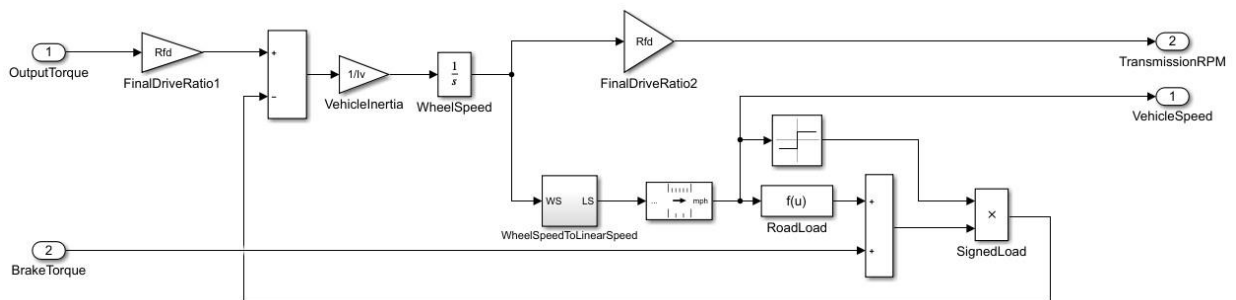 1
OutputTorque
Rfd
FinalDriveRatio1
+
−
1/Iv
VehicleInertia
1
s
WheelSpeed
Rfd
FinalDriveRatio2
2
TransmissionRPM
1
VehicleSpeed
WS LS
WheelSpeedToLinearSpeed
... mph
f(u)
RoadLoad
+
+
×
SignedLoad
2
BrakeTorque